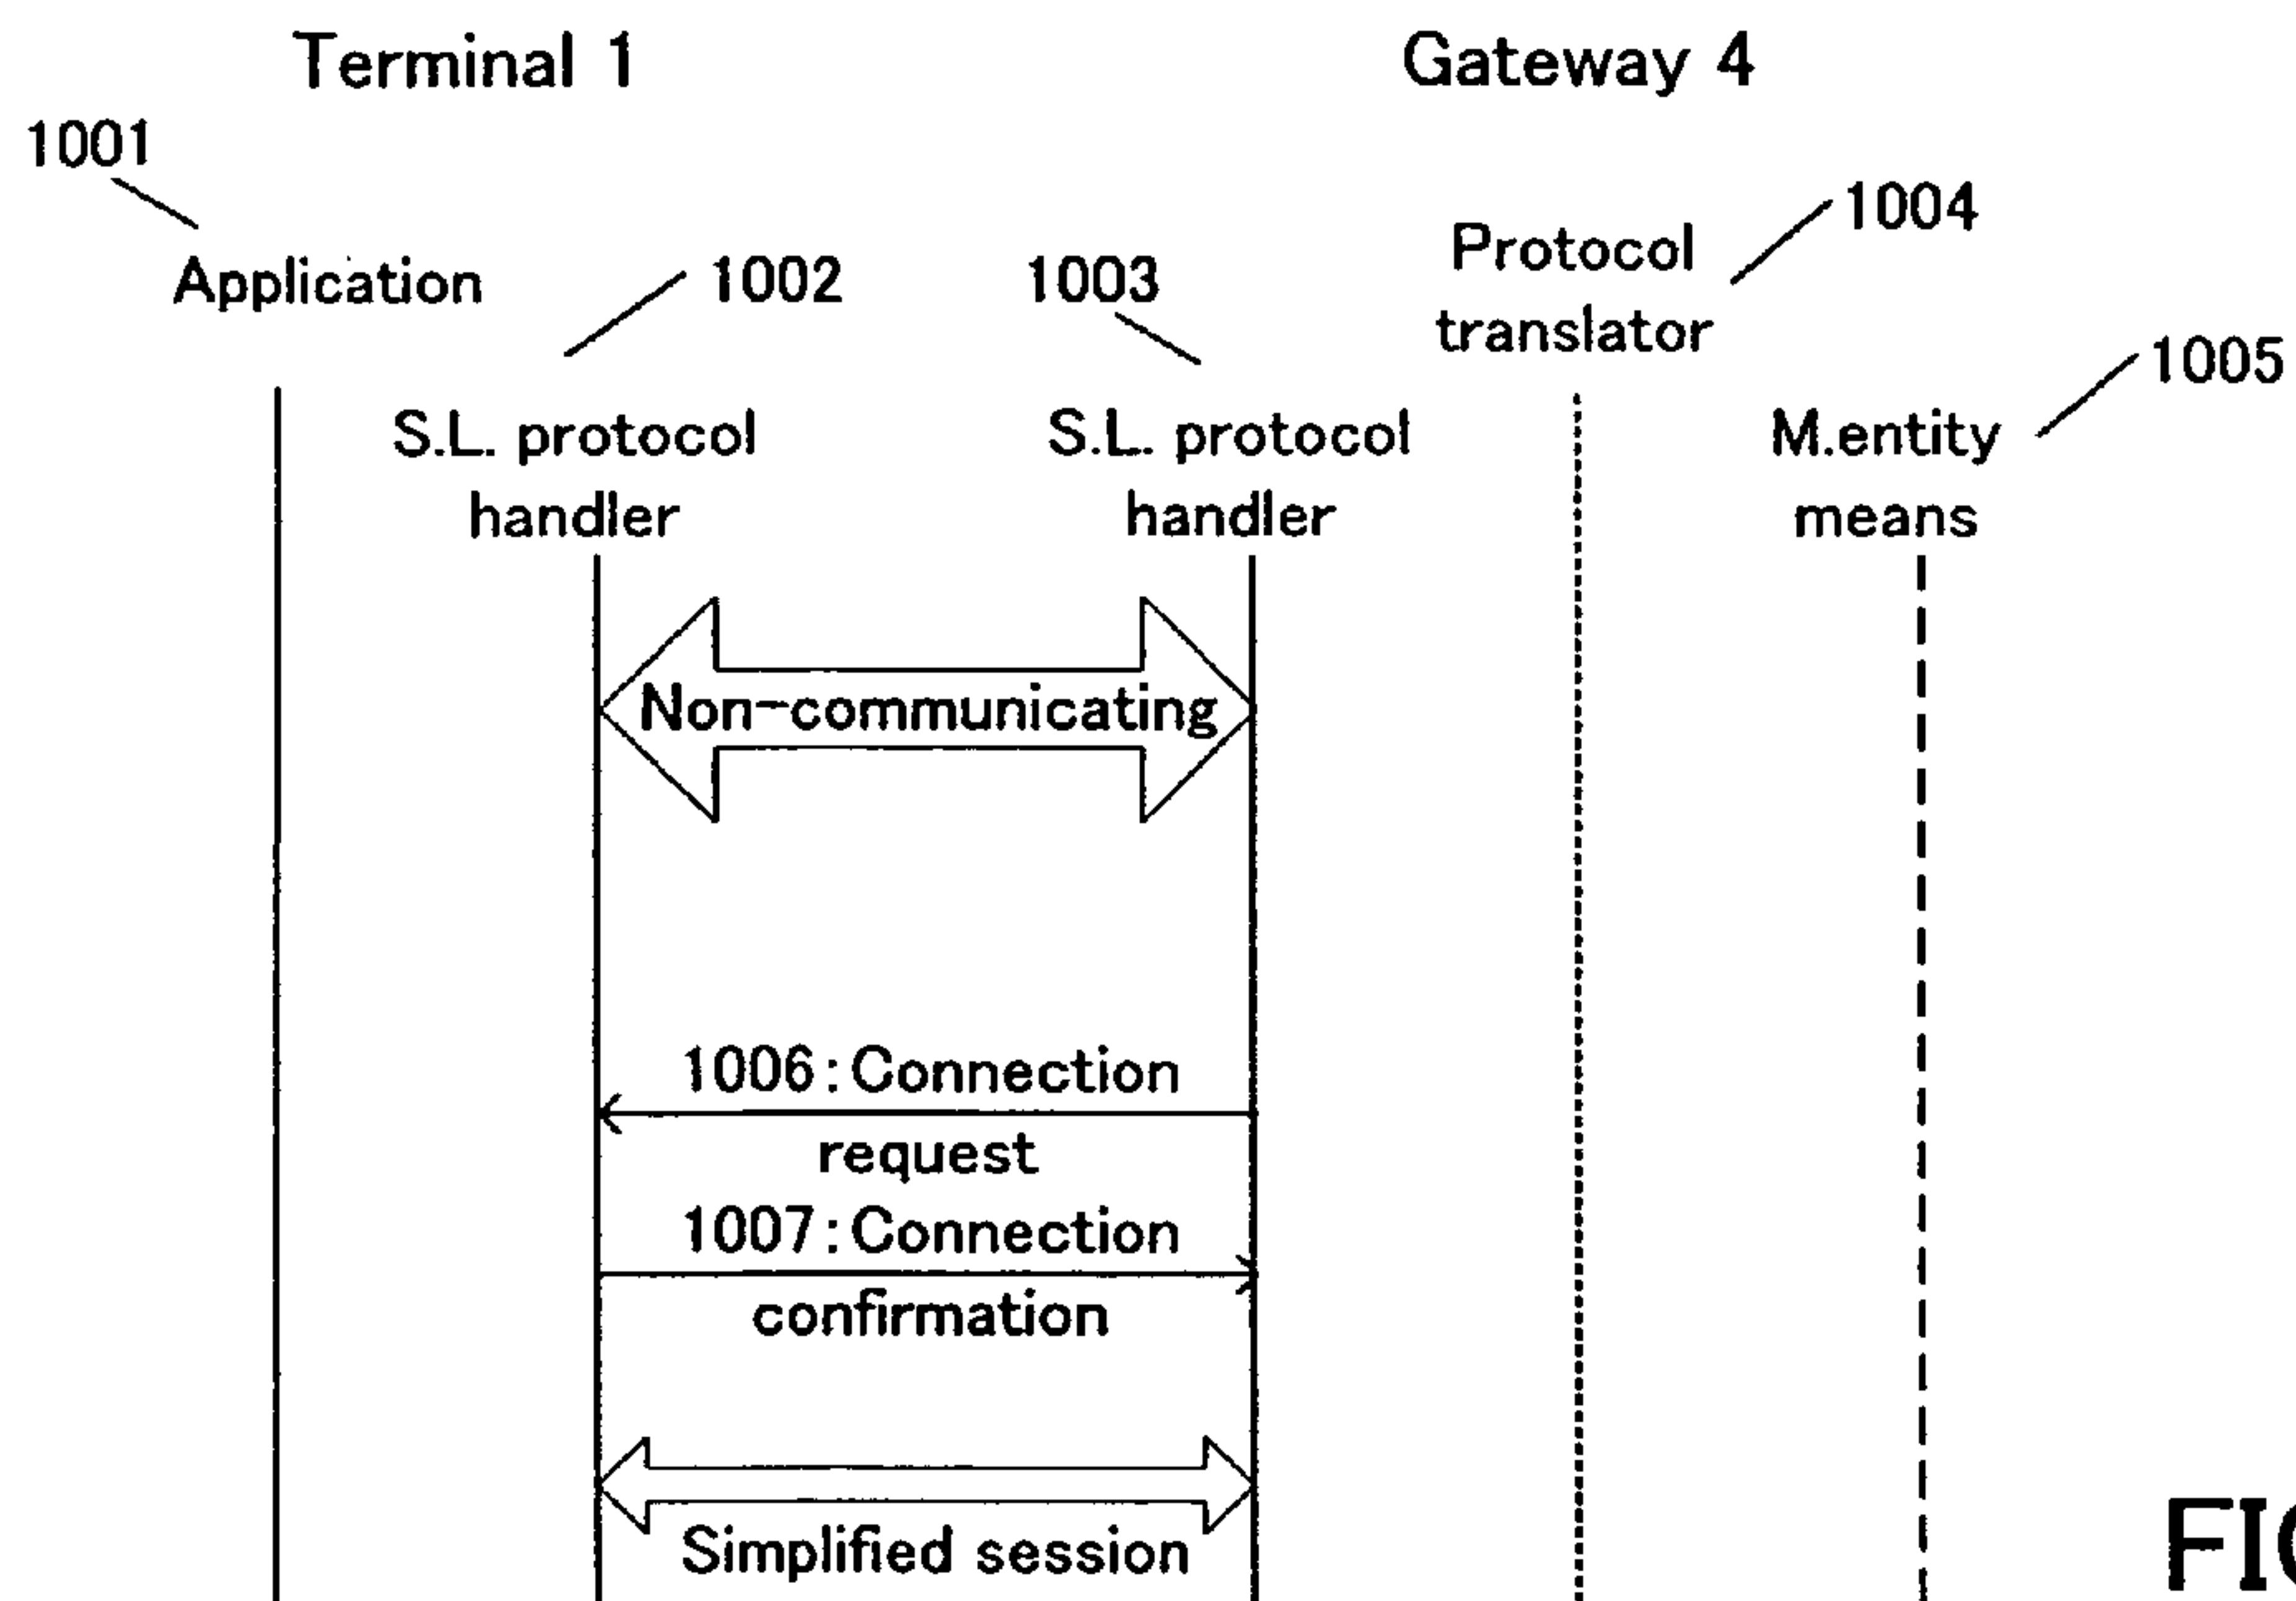 Terminal 1
Gateway 4
1001
1004
Protocol
translator
Application
1002
1003
1005
S.L. protocol
handler
S.L. protocol
handler
M.entity
means
Non-communicating
1006:Connection
request
1007:Connection
confirmation
Simplified session